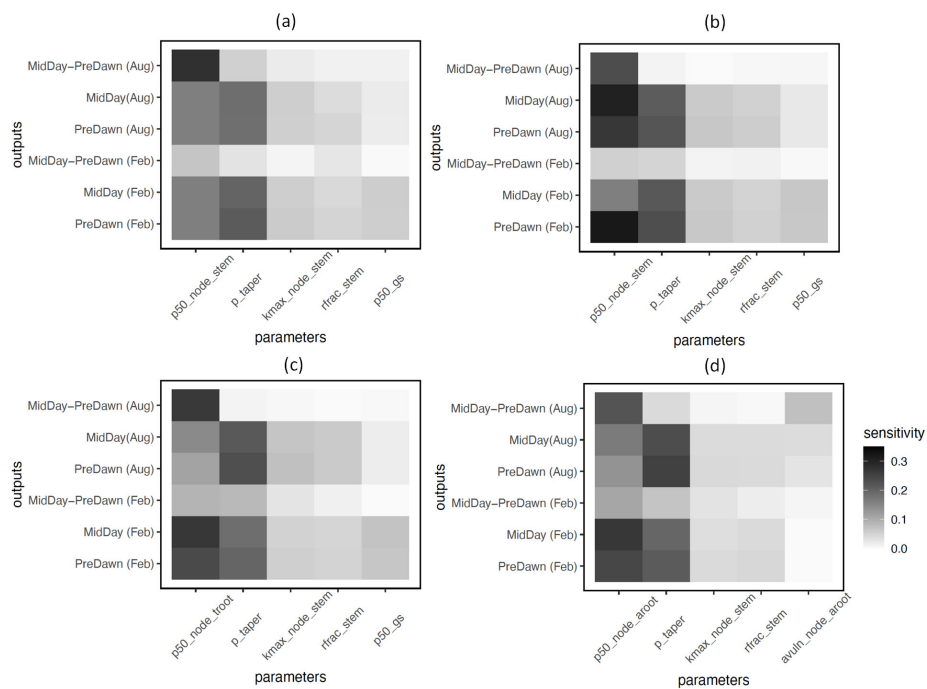 (a)
outputs
MidDay−PreDawn (Aug)
MidDay(Aug)
PreDawn (Aug)
MidDay−PreDawn (Feb)
MidDay (Feb)
PreDawn (Feb)
p50_node_stem
p_taper
kmax_node_stem
rfrac_stem
p50_gs
parameters
(b)
outputs
MidDay−PreDawn (Aug)
MidDay(Aug)
PreDawn (Aug)
MidDay−PreDawn (Feb)
MidDay (Feb)
PreDawn (Feb)
p50_node_stem
p_taper
kmax_node_stem
rfrac_stem
p50_gs
parameters
(c)
outputs
MidDay−PreDawn (Aug)
MidDay(Aug)
PreDawn (Aug)
MidDay−PreDawn (Feb)
MidDay (Feb)
PreDawn (Feb)
p50_node_troot
p_taper
kmax_node_stem
rfrac_stem
p50_gs
parameters
(d)
outputs
MidDay−PreDawn (Aug)
MidDay(Aug)
PreDawn (Aug)
MidDay−PreDawn (Feb)
MidDay (Feb)
PreDawn (Feb)
p50_node_aroot
p_taper
kmax_node_stem
rfrac_stem
avuln_node_aroot
parameters
sensitivity
0.3
0.2
0.1
0.0